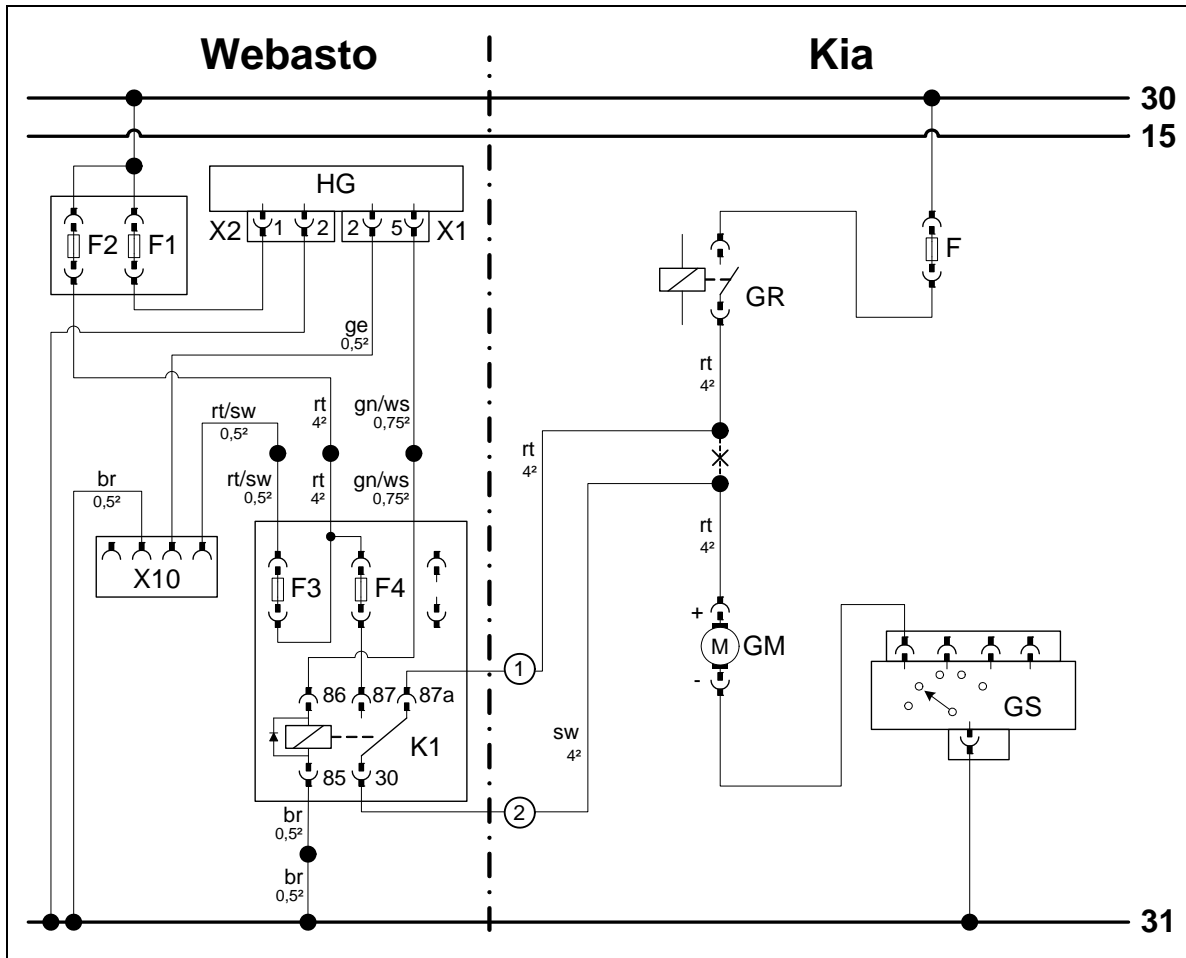 Webasto Kia
30
15
HG
X2 1 2 2 5 X1
F2 F1 F
GR
ge
0,5²
rt
4²
rt/sw
0,5²
rt
4²
gn/ws
0,75²
rt
4²
br
0,5²
rt/sw
0,5²
rt
4²
gn/ws
0,75²
rt
4²
X10
F3 F4
+
M GM
-
1
86 87 87a
GS
K1
sw
4²
85 30
2
br
0,5²
br
0,5²
31